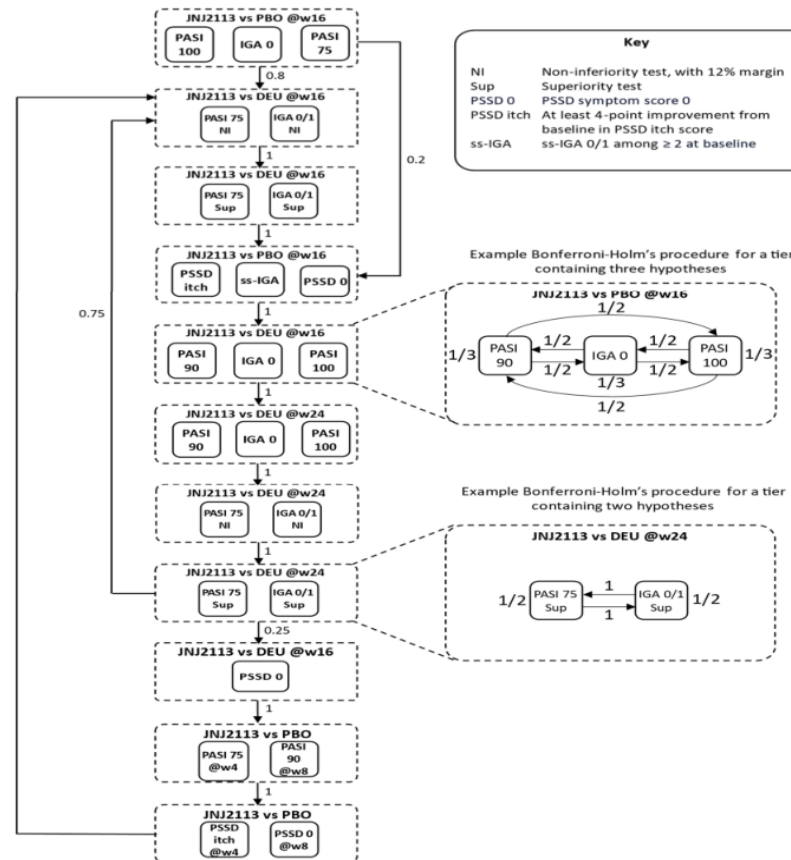 JNJ2113 vs PBO @w16
PASI
100
IGA 0
PASI
75
0.8
JNJ2113 vs DEU @w16
PASI 75
NI
IGA 0/1
NI
1
JNJ2113 vs DEU @w16
PASI 75
Sup
IGA 0/1
Sup
1
0.2
JNJ2113 vs PBO @w16
PSSD
itch
ss-IGA
PSSD 0
0.75
1
JNJ2113 vs DEU @w16
PASI
90
IGA 0
PASI
100
1
JNJ2113 vs DEU @w24
PASI
90
IGA 0
PASI
100
1
JNJ2113 vs DEU @w24
PASI 75
NI
IGA 0/1
NI
1
JNJ2113 vs DEU @w24
PASI 75
Sup
IGA 0/1
Sup
0.25
JNJ2113 vs DEU @w16
PSSD 0
1
JNJ2113 vs PBO
PASI 75
@w4
PASI
90
@w8
1
JNJ2113 vs PBO
PSSD
itch
@w4
PSSD 0
@w8
Key
NI Non-inferiority test, with 12% margin
Sup Superiority test
PSSD 0 PSSD symptom score 0
PSSD itch At least 4-point improvement from
baseline in PSSD itch score
ss-IGA ss-IGA 0/1 among ≥ 2 at baseline
Example Bonferroni-Holm's procedure for a tier
containing three hypotheses
JNJ2113 vs PBO @w16
1/2
1/3
PASI
90
1/2
1/2
IGA 0
1/3
1/2
1/2
PASI
100
1/3
1/2
Example Bonferroni-Holm's procedure for a tier
containing two hypotheses
JNJ2113 vs DEU @w24
1/2
PASI 75
Sup
1
1
IGA 0/1
Sup
1/2